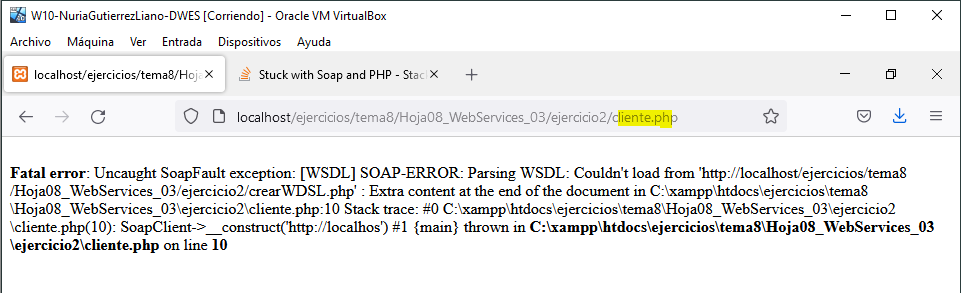 W10-NuriaGutierrezLiano-DWES [Corriendo] - Oracle VM VirtualBox
Archivo Máquina Ver Entrada Dispositivos Ayuda
localhost/ejercicios/tema8/Hoja Stuck with Soap and PHP - Stac
localhost/ejercicios/tema8/Hoja08_WebServices_03/ejercicio2/cliente.php
Fatal error: Uncaught SoapFault exception: [WSDL] SOAP-ERROR: Parsing WSDL: Couldn't load from 'http://localhost/ejercicios/tema8
/Hoja08_WebServices_03/ejercicio2/crearWDSL.php' : Extra content at the end of the document in C:\xampp\htdocs\ejercicios\tema8
\Hoja08_WebServices_03\ejercicio2\cliente.php:10 Stack trace: #0 C:\xampp\htdocs\ejercicios\tema8\Hoja08_WebServices_03\ejercicio2
\cliente.php(10): SoapClient->__construct('http://localhos') #1 {main} thrown in C:\xampp\htdocs\ejercicios\tema8\Hoja08_WebServices_03
\ejercicio2\cliente.php on line 10